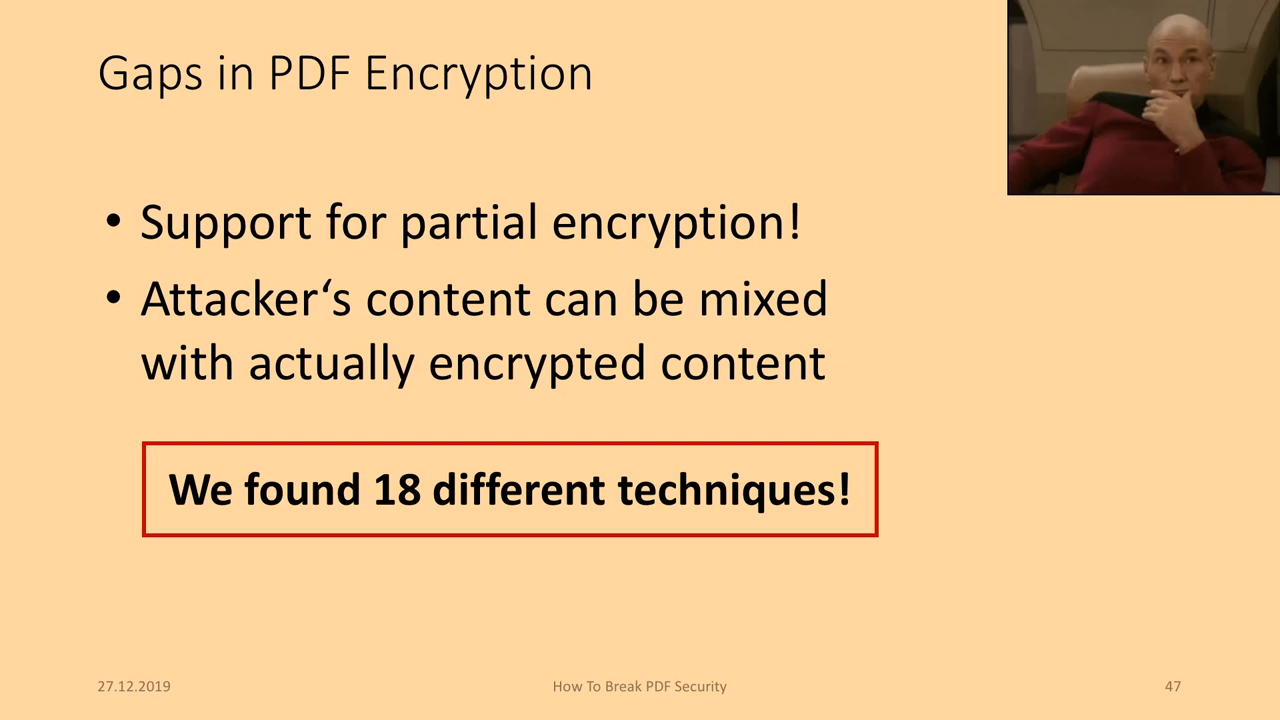 Gaps in PDF Encryption
• Support for partial encryption!
• Attacker‘s content can be mixed
with actually encrypted content
We found 18 different techniques!
27.12.2019
How To Break PDF Security
47